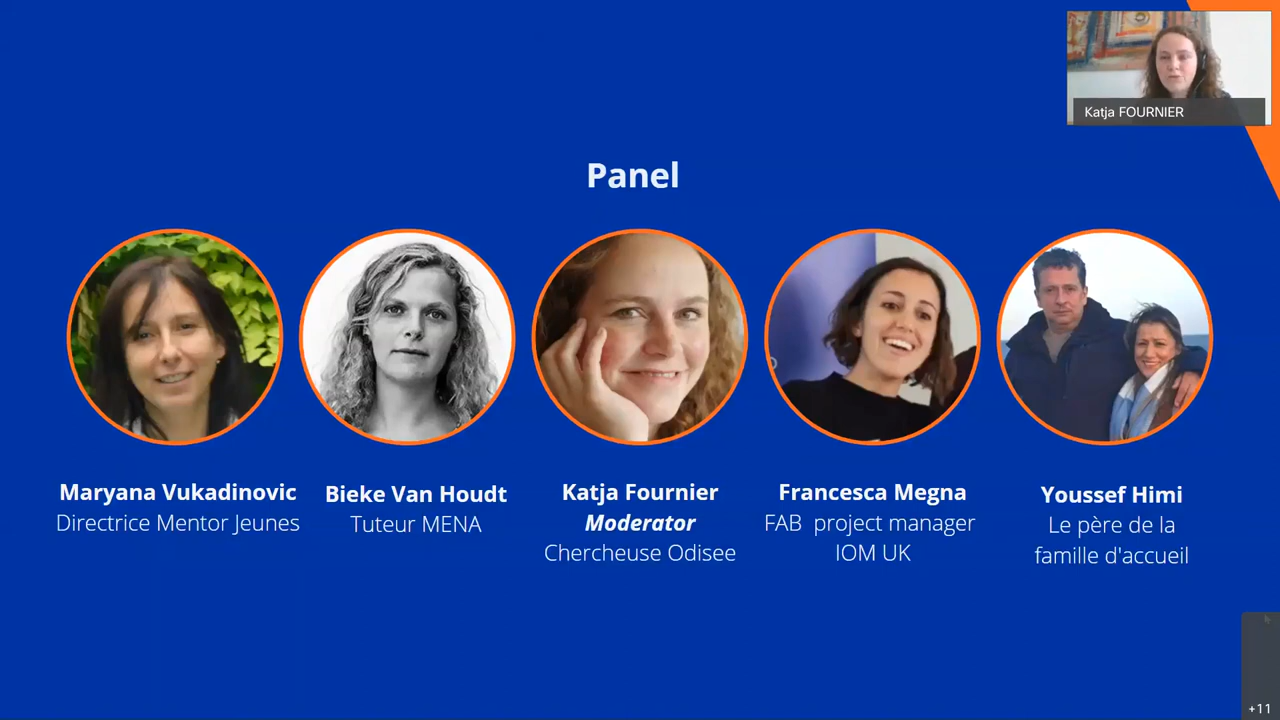 Katja FOURNIER
Panel
Maryana Vukadinovic
Directrice Mentor Jeunes
Bieke Van Houdt
Tuteur MENA
Katja Fournier
Moderator
Chercheuse Odisee
Francesca Megna
FAB project manager
IOM UK
Youssef Himi
Le père de la
famille d'accueil
+11